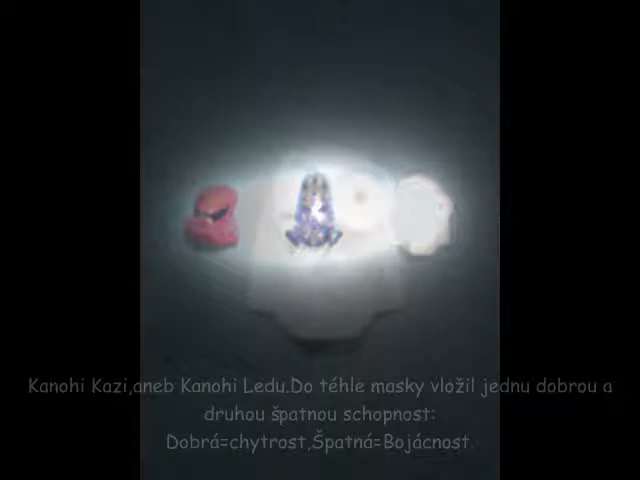 Kanohi Kazi,aneb Kanohi Ledu.Do téhle masky vložil jednu dobrou a
druhou špatnou schopnost:
Dobrá=chytrost,Špatná=Bojácnost.